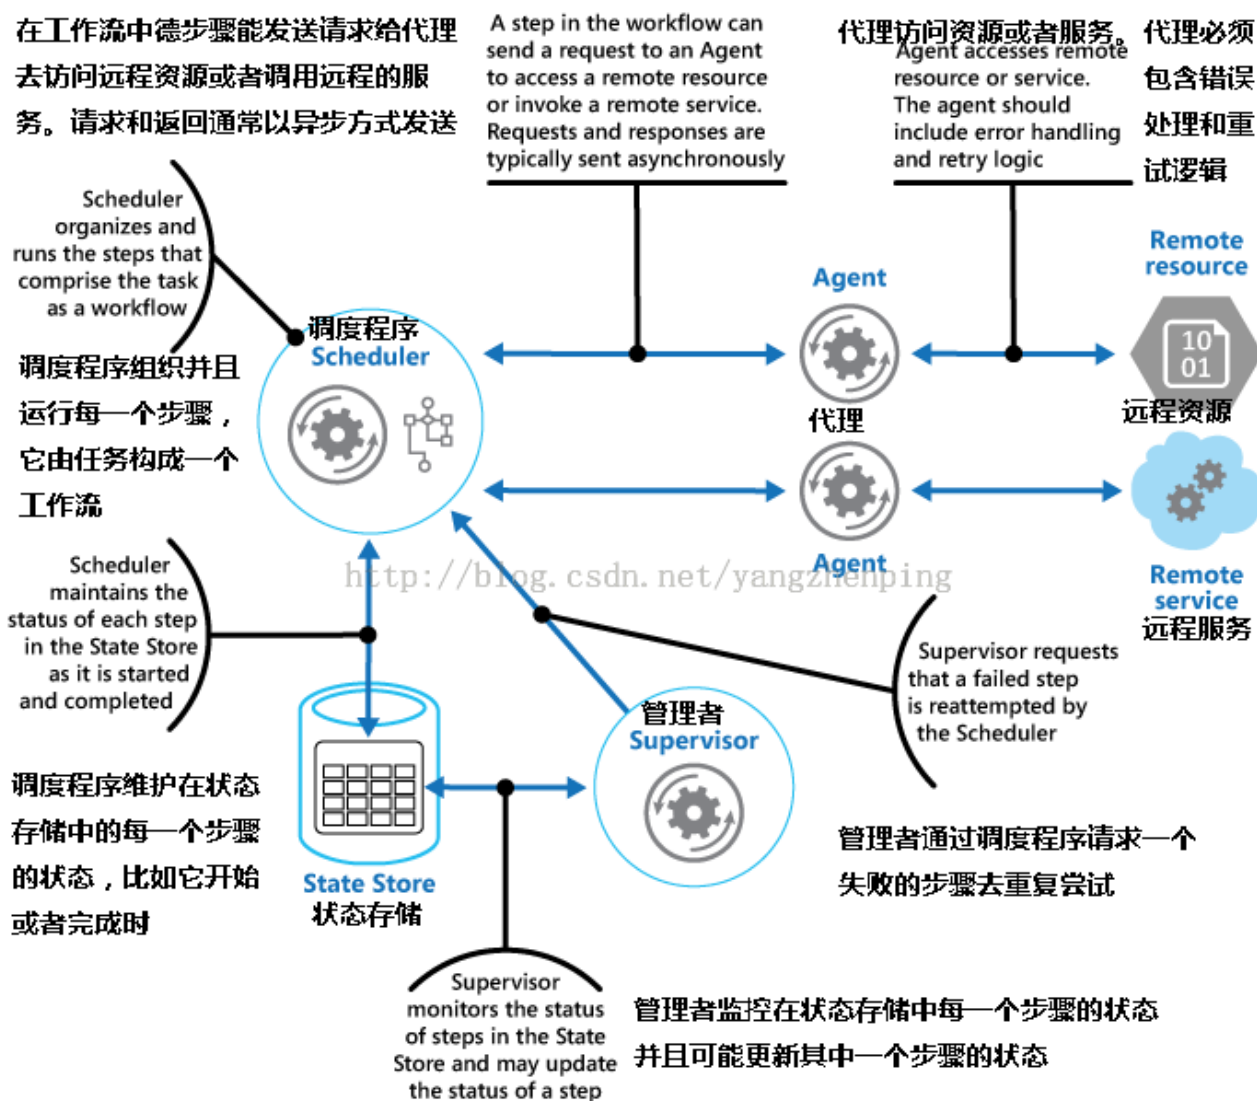 在工作流中德步骤能发送请求给代理
去访问远程资源或者调用远程的服
务。请求和返回通常以异步方式发送
A step in the workflow can
send a request to an Agent
to access a remote resource
or invoke a remote service.
Requests and responses are
typically sent asynchronously
代理访问资源或者服务。代理必须
包含错误
处理和重
试逻辑
Agent accesses remote
resource or service.
The agent should
include error handling
and retry logic
Scheduler
organizes and
runs the steps that
comprise the task
as a workflow
调度程序组织并且
运行每一个步骤，
它由任务构成一个
工作流
调度程序
Scheduler
Agent
代理
Agent
Remote
resource
10
01
远程资源
Remote
service
远程服务
http://blog.csdn.net/yangzhenping
Scheduler
maintains the
status of each step
in the State Store
as it is started
and completed
调度程序维护在状态
存储中的每一个步骤
的状态，比如它开始
或者完成时
State Store
状态存储
管理者
Supervisor
Supervisor requests
that a failed step
is reattempted by
the Scheduler
管理者通过调度程序请求一个
失败的步骤去重复尝试
Supervisor
monitors the status
of steps in the State
Store and may update
the status of a step
管理者监控在状态存储中每一个步骤的状态
并且可能更新其中一个步骤的状态